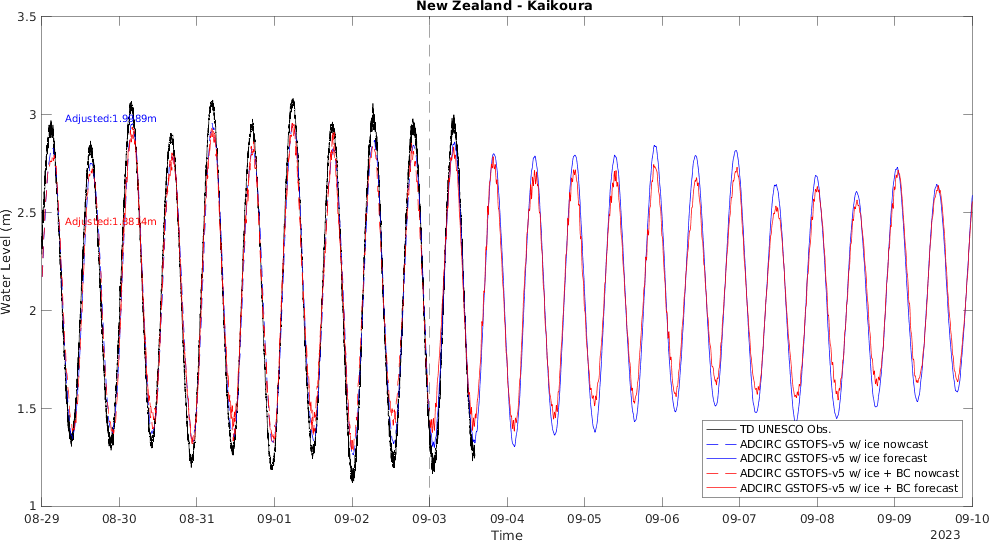 New Zealand - Kaikoura
3.5
3
2.5
2
1.5
1
Water Level (m)
Adjusted:1.9489m
Adjusted:1.8814m
TD UNESCO Obs.
ADCIRC GSTOFS-v5 w/ ice nowcast
ADCIRC GSTOFS-v5 w/ ice forecast
ADCIRC GSTOFS-v5 w/ ice + BC nowcast
ADCIRC GSTOFS-v5 w/ ice + BC forecast
08-29 08-30 08-31 09-01 09-02 09-03 09-04 09-05 09-06 09-07 09-08 09-09 09-10
Time
2023